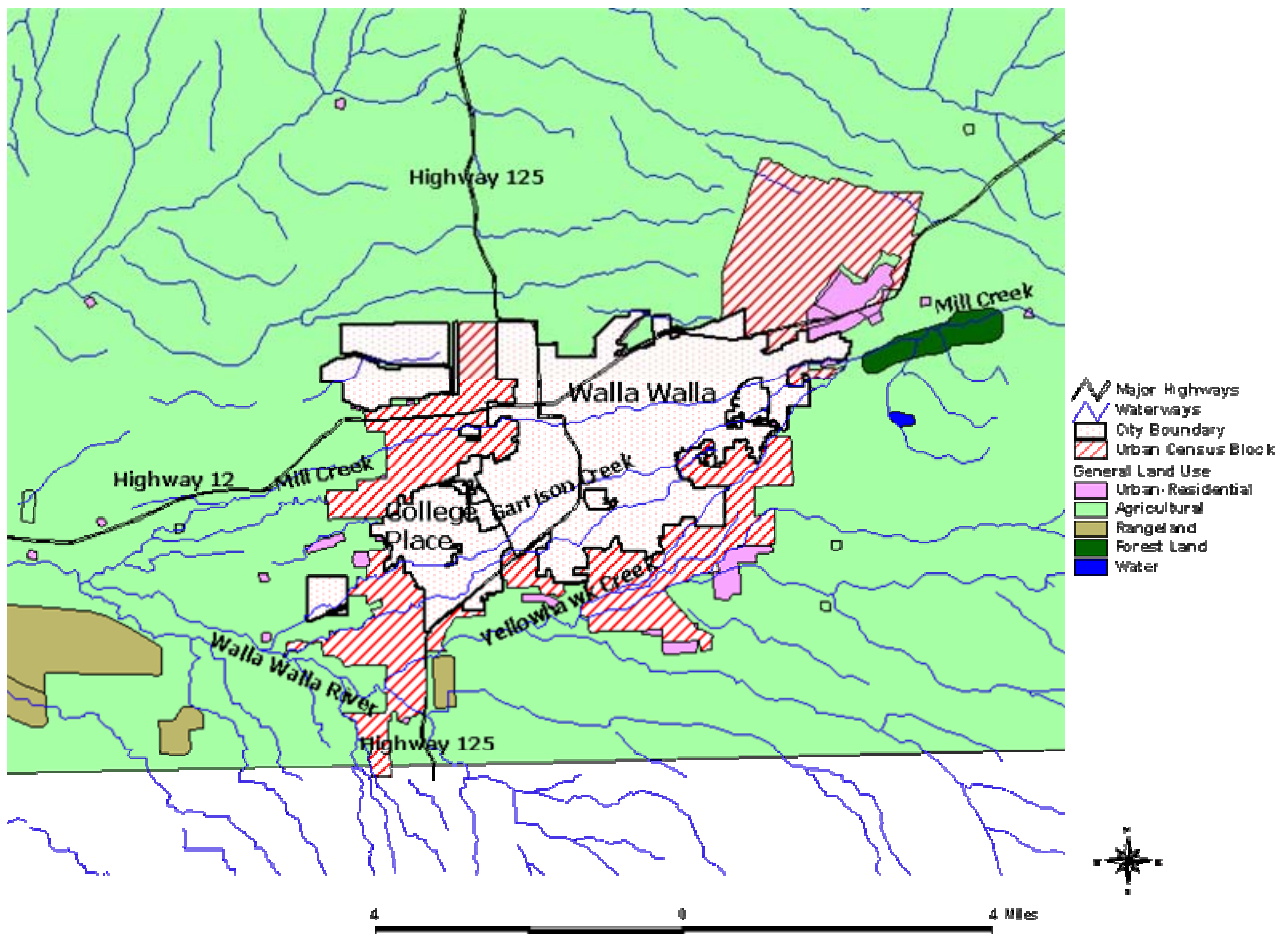 Highway 125
Mill Creek
Walla Walla
Highway 12
Mill Creek
Garrison Creek
College
Place
Yellowhawk Creek
Walla Walla River
Highway 125
Major Highways
Waterways
City Boundary
Urban Census Block
General Land Use
Urban-Residential
Agricultural
Rangeland
Forest Land
Water
4 0 4 Miles